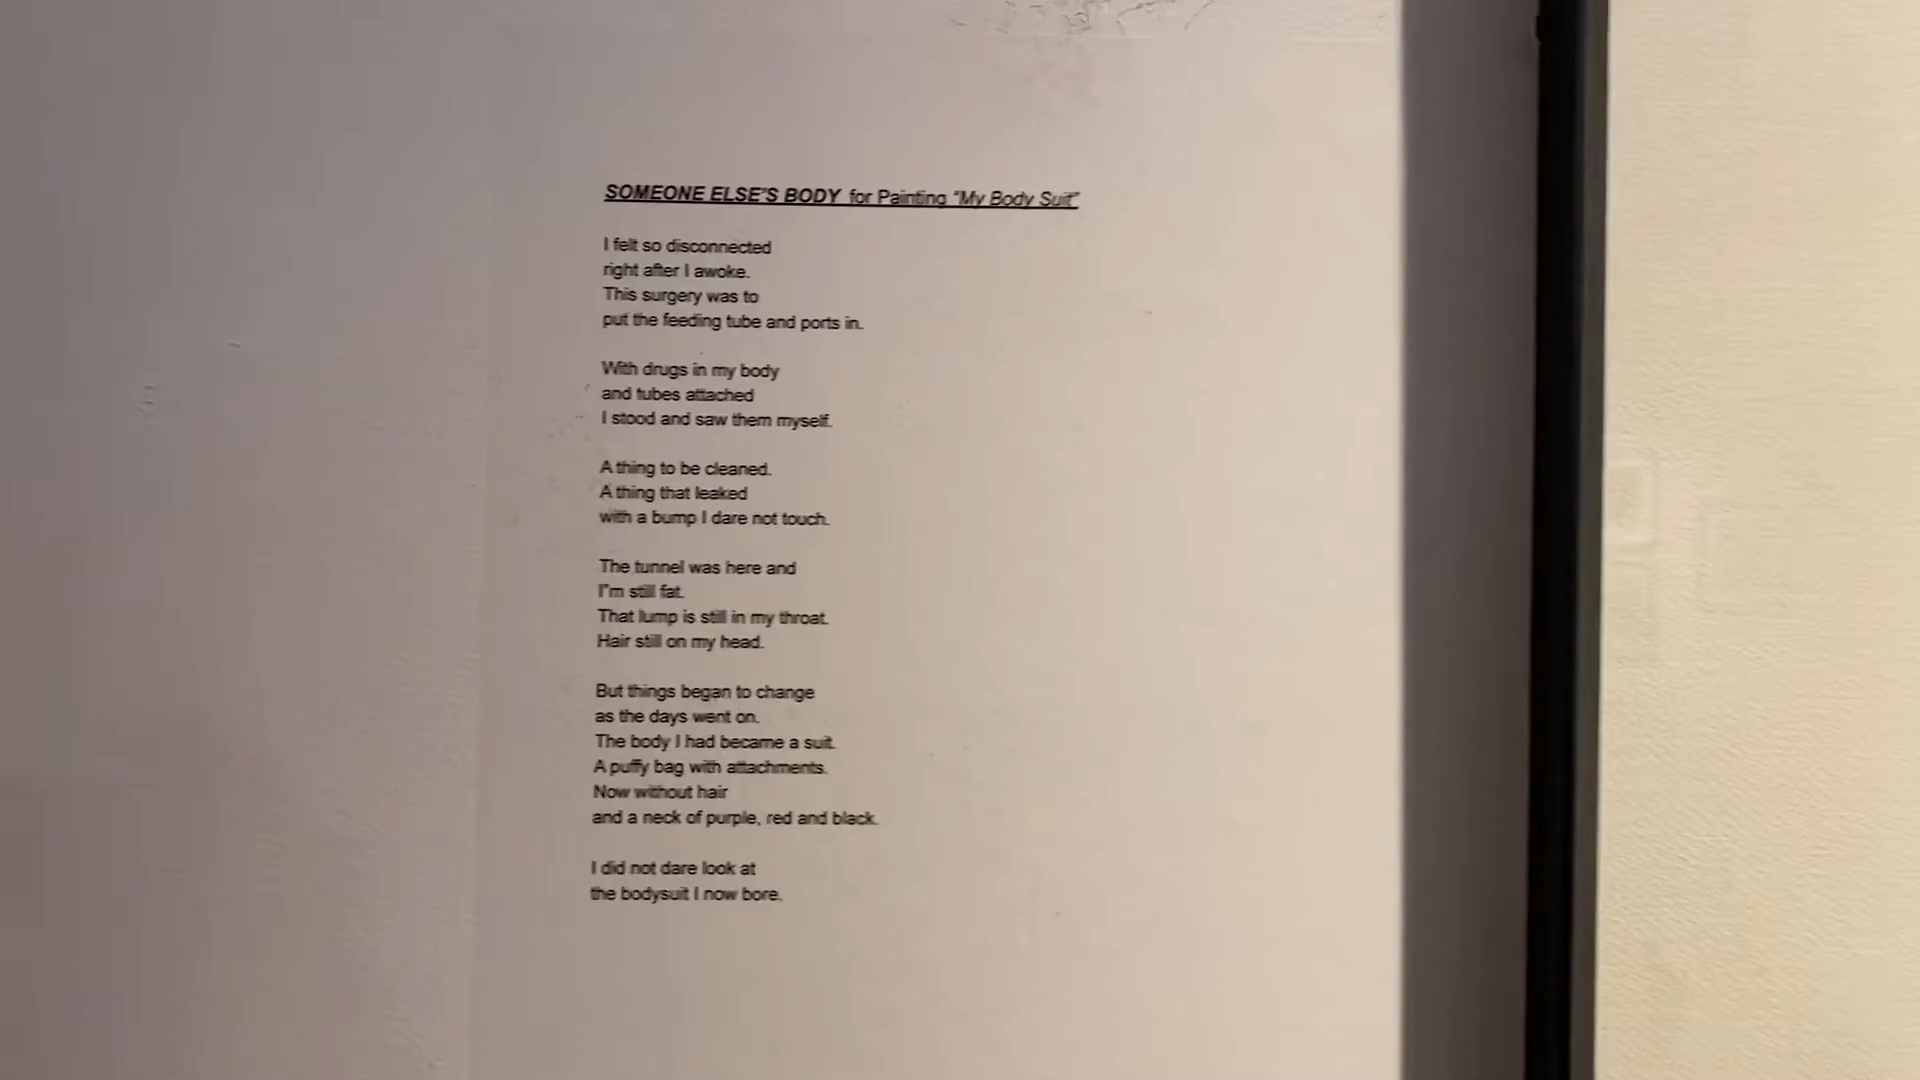 SOMEONE ELSE'S BODY for Painting "My Body Suit"
I felt so disconnected
right after I awoke.
This surgery was to
put the feeding tube and ports in.
With drugs in my body
and tubes attached
I stood and saw them myself.
A thing to be cleaned.
A thing that leaked
with a bump I dare not touch.
The tunnel was here and
I'm still fat.
That lump is still in my throat.
Hair still on my head.
But things began to change
as the days went on.
The body I had became a suit.
A puffy bag with attachments.
Now without hair
and a neck of purple, red and black.
I did not dare look at
the bodysuit I now bore.